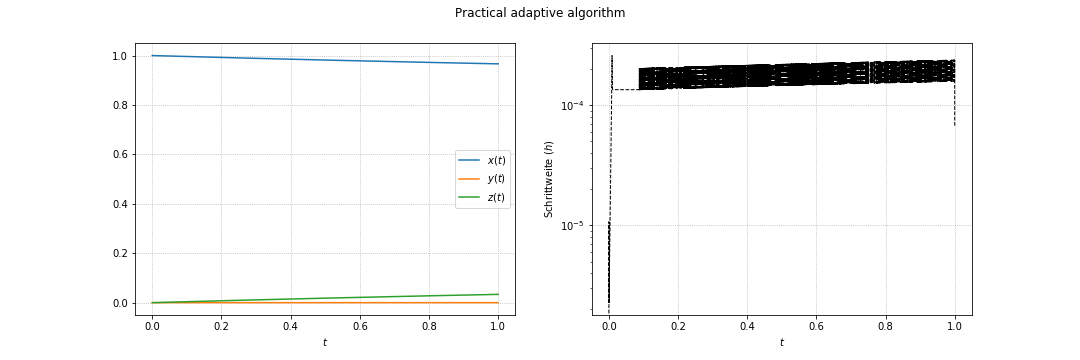 Practical adaptive algorithm
1.0
0.8
0.6
0.4
0.2
0.0
x(t)
y(t)
z(t)
0.0 0.2 0.4 0.6 0.8 1.0
t
Schrittweite (h)
10⁻⁴
10⁻⁵
0.0 0.2 0.4 0.6 0.8 1.0
t